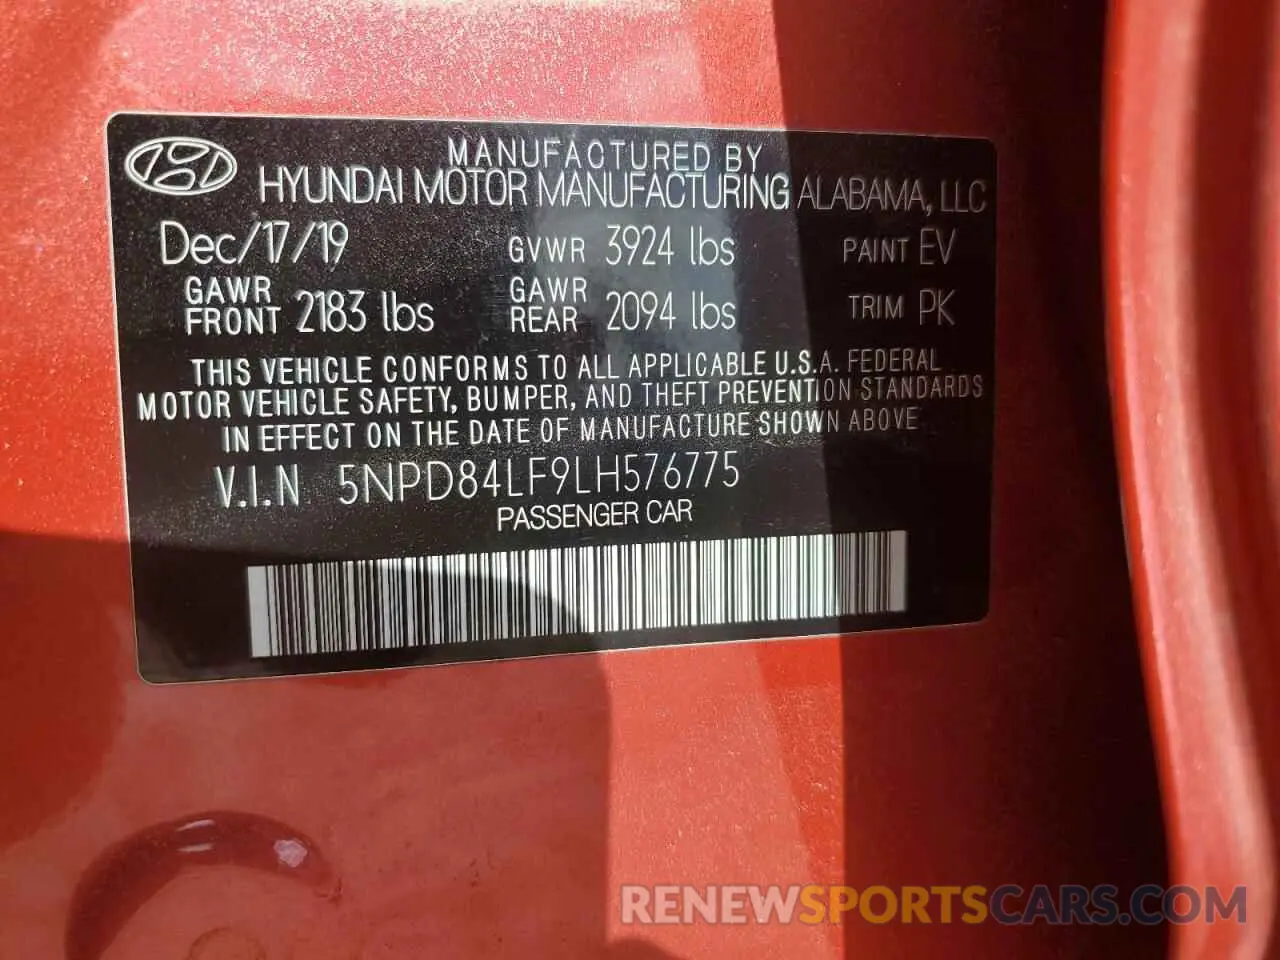 MANUFACTURED BY
HYUNDAI MOTOR MANUFACTURING ALABAMA, LLC
Dec/17/19 GVWR 3924 lbs PAINT EV
GAWR FRONT 2183 lbs GAWR REAR 2094 lbs TRIM PK
THIS VEHICLE CONFORMS TO ALL APPLICABLE U.S.A. FEDERAL
MOTOR VEHICLE SAFETY, BUMPER, AND THEFT PREVENTION STANDARDS
IN EFFECT ON THE DATE OF MANUFACTURE SHOWN ABOVE
V.I.N 5NPD84LF9LH576775
PASSENGER CAR
RENEWSPORTSCARS.COM